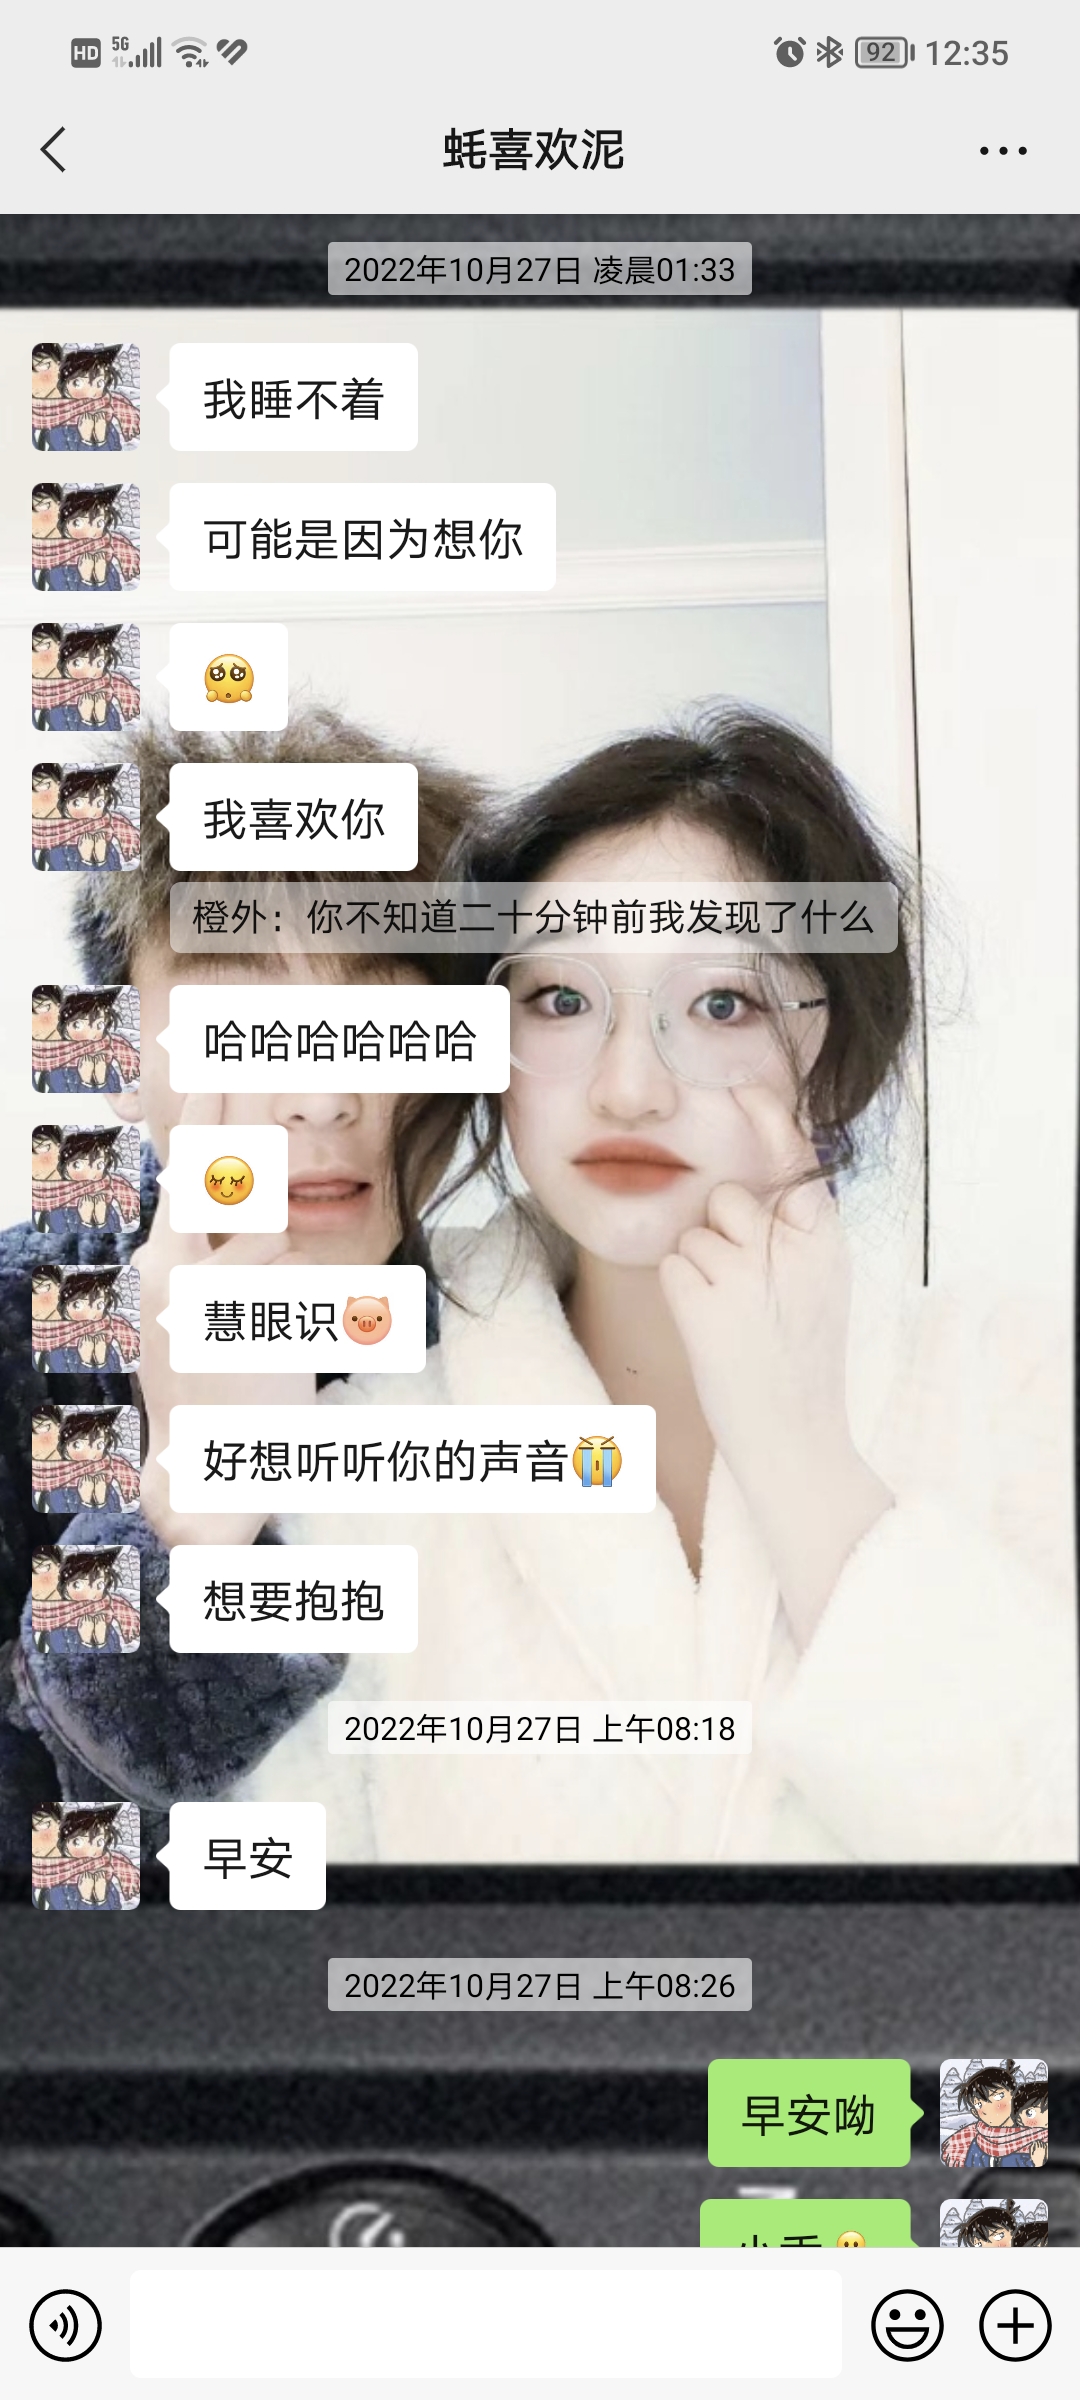 HD 5G 92 12:35
蚝喜欢泥
2022年10月27日 凌晨01:33
我睡不着
可能是因为想你
我喜欢你
橙外：你不知道二十分钟前我发现了什么
哈哈哈哈哈哈
慧眼识
好想听听你的声音
想要抱抱
2022年10月27日 上午08:18
早安
2022年10月27日 上午08:26
早安呦